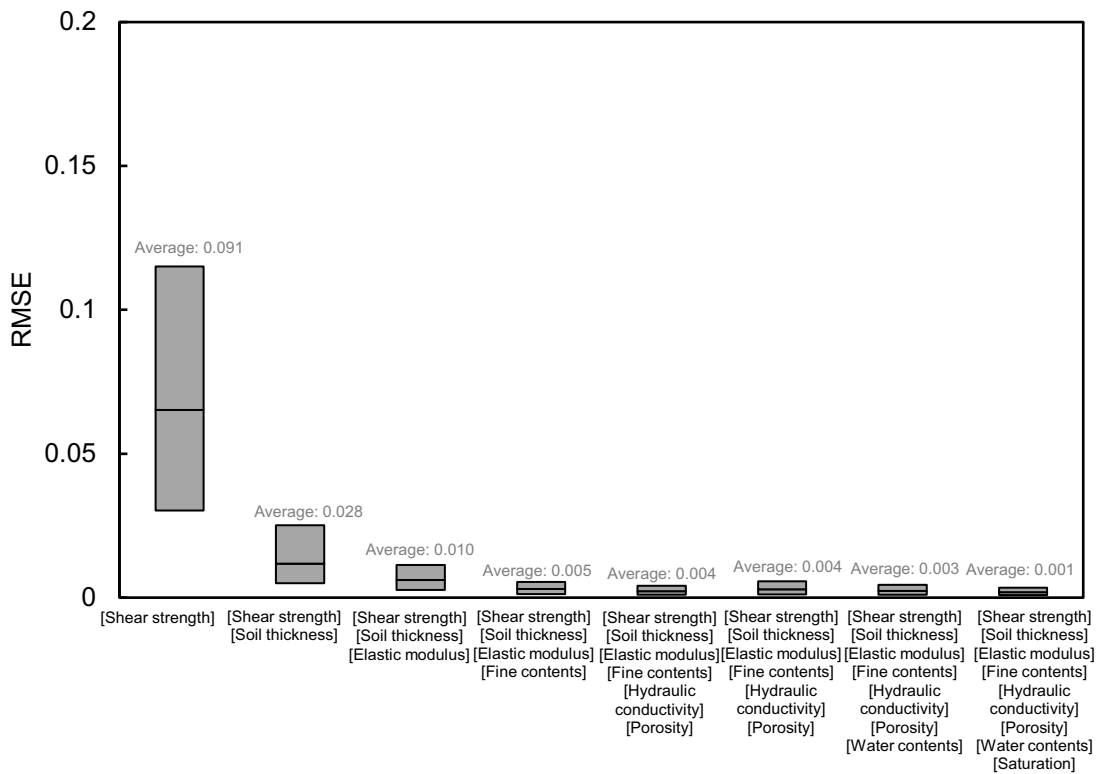 0.2
0.15
0.1
0.05
0
RMSE
Average: 0.091
Average: 0.028
Average: 0.010
Average: 0.005
Average: 0.004
Average: 0.004
Average: 0.003
Average: 0.001
[Shear strength]
[Shear strength]
[Soil thickness]
[Shear strength]
[Soil thickness]
[Elastic modulus]
[Shear strength]
[Soil thickness]
[Elastic modulus]
[Fine contents]
[Shear strength]
[Soil thickness]
[Elastic modulus]
[Fine contents]
[Hydraulic
conductivity]
[Porosity]
[Shear strength]
[Soil thickness]
[Elastic modulus]
[Fine contents]
[Hydraulic
conductivity]
[Porosity]
[Shear strength]
[Soil thickness]
[Elastic modulus]
[Fine contents]
[Hydraulic
conductivity]
[Porosity]
[Water contents]
[Shear strength]
[Soil thickness]
[Elastic modulus]
[Fine contents]
[Hydraulic
conductivity]
[Porosity]
[Water contents]
[Saturation]